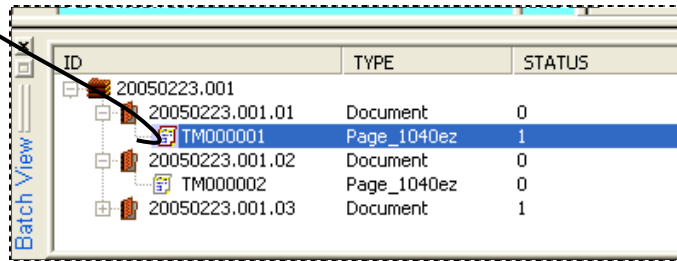 ID TYPE STATUS
20050223.001
20050223.001.01 Document 0
TM000001 Page_1040ez 1
20050223.001.02 Document 0
TM000002 Page_1040ez 0
20050223.001.03 Document 1
Batch View